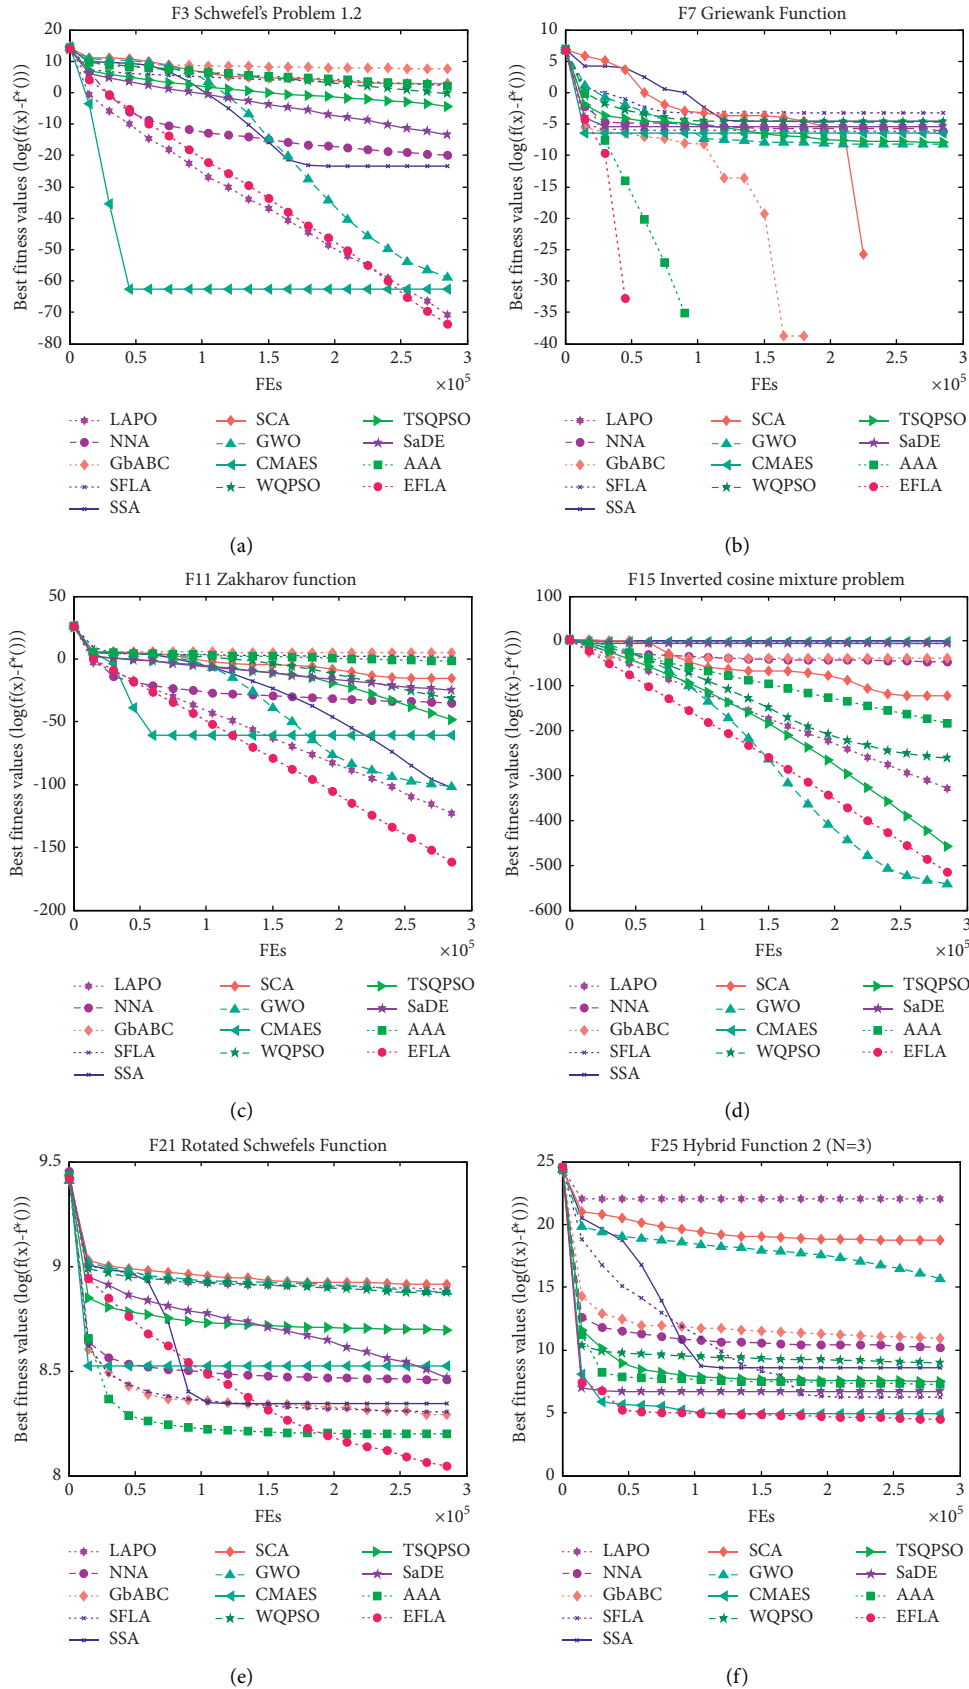 F3 Schwefel's Problem 1.2
Best fitness values (log(f(x)-f*()))
20
10
0
-10
-20
-30
-40
-50
-60
-70
-80
0 0.5 1 1.5 2 2.5 3
FEs ×10^5
LAPO SCA TSQPSO
NNA GWO SaDE
GbABC CMAES AAA
SFLA WQPSO EFLA
SSA
(a)
F7 Griewank Function
Best fitness values (log(f(x)-f*()))
10
5
0
-5
-10
-15
-20
-25
-30
-35
-40
0 0.5 1 1.5 2 2.5 3
FEs ×10^5
LAPO SCA TSQPSO
NNA GWO SaDE
GbABC CMAES AAA
SFLA WQPSO EFLA
SSA
(b)
F11 Zakharov function
Best fitness values (log(f(x)-f*()))
50
0
-50
-100
-150
-200
0 0.5 1 1.5 2 2.5 3
FEs ×10^5
LAPO SCA TSQPSO
NNA GWO SaDE
GbABC CMAES AAA
SFLA WQPSO EFLA
SSA
(c)
F15 Inverted cosine mixture problem
Best fitness values (log(f(x)-f*()))
100
0
-100
-200
-300
-400
-500
-600
0 0.5 1 1.5 2 2.5 3
FEs ×10^5
LAPO SCA TSQPSO
NNA GWO SaDE
GbABC CMAES AAA
SFLA WQPSO EFLA
SSA
(d)
F21 Rotated Schwefels Function
Best fitness values (log(f(x)-f*()))
9.5
9
8.5
8
0 0.5 1 1.5 2 2.5 3
FEs ×10^5
LAPO SCA TSQPSO
NNA GWO SaDE
GbABC CMAES AAA
SFLA WQPSO EFLA
SSA
(e)
F25 Hybrid Function 2 (N=3)
Best fitness values (log(f(x)-f*()))
25
20
15
10
5
0
0 0.5 1 1.5 2 2.5 3
FEs ×10^5
LAPO SCA TSQPSO
NNA GWO SaDE
GbABC CMAES AAA
SFLA WQPSO EFLA
SSA
(f)